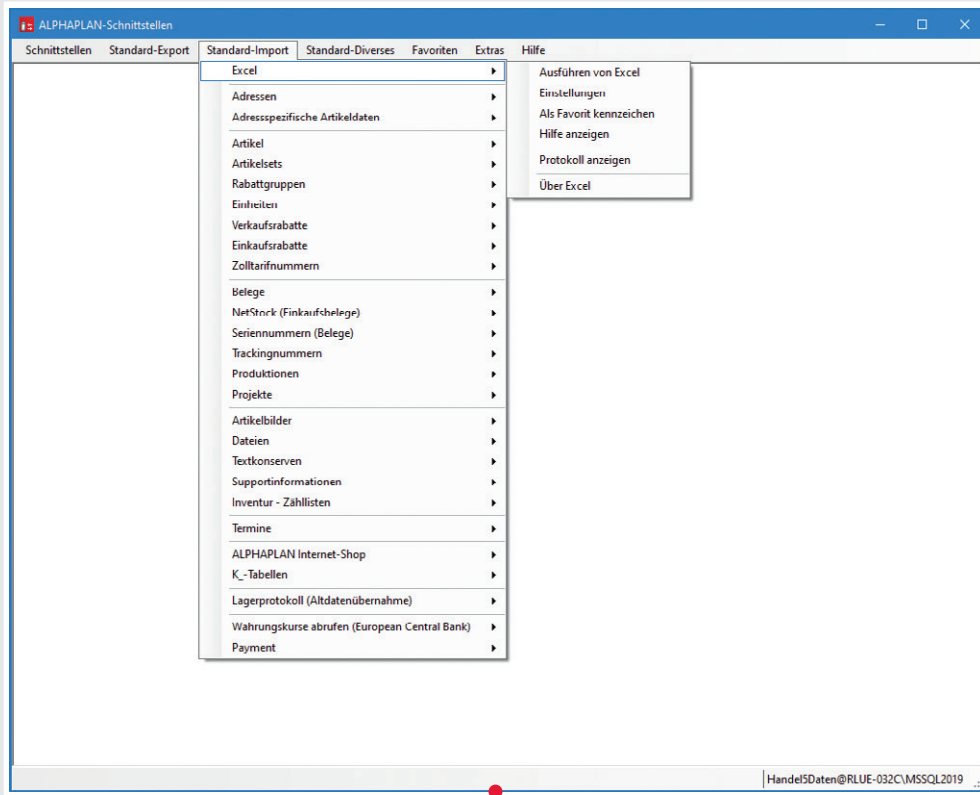 ALPHAPLAN-Schnittstellen
Schnittstellen Standard-Export Standard-Import Standard-Diverses Favoriten Extras Hilfe
Excel
Adressen
Adressspezifische Artikeldaten
Artikel
Artikelsets
Rabattgruppen
Einheiten
Verkaufsrabatte
Einkaufsrabatte
Zolltarifnummern
Belege
NetStock (Einkaufsbelege)
Seriennummern (Belege)
Trackingnummern
Produktionen
Projekte
Artikelbilder
Dateien
Textkonserven
Supportinformationen
Inventur - Zähllisten
Termine
ALPHAPLAN Internet-Shop
K_-Tabellen
Lagerprotokoll (Altdatenübernahme)
Wahrungskurse abrufen (European Central Bank)
Payment
Ausführen von Excel
Einstellungen
Als Favorit kennzeichen
Hilfe anzeigen
Protokoll anzeigen
Über Excel
Handel5Daten@RLUE-032C\MSSQL2019